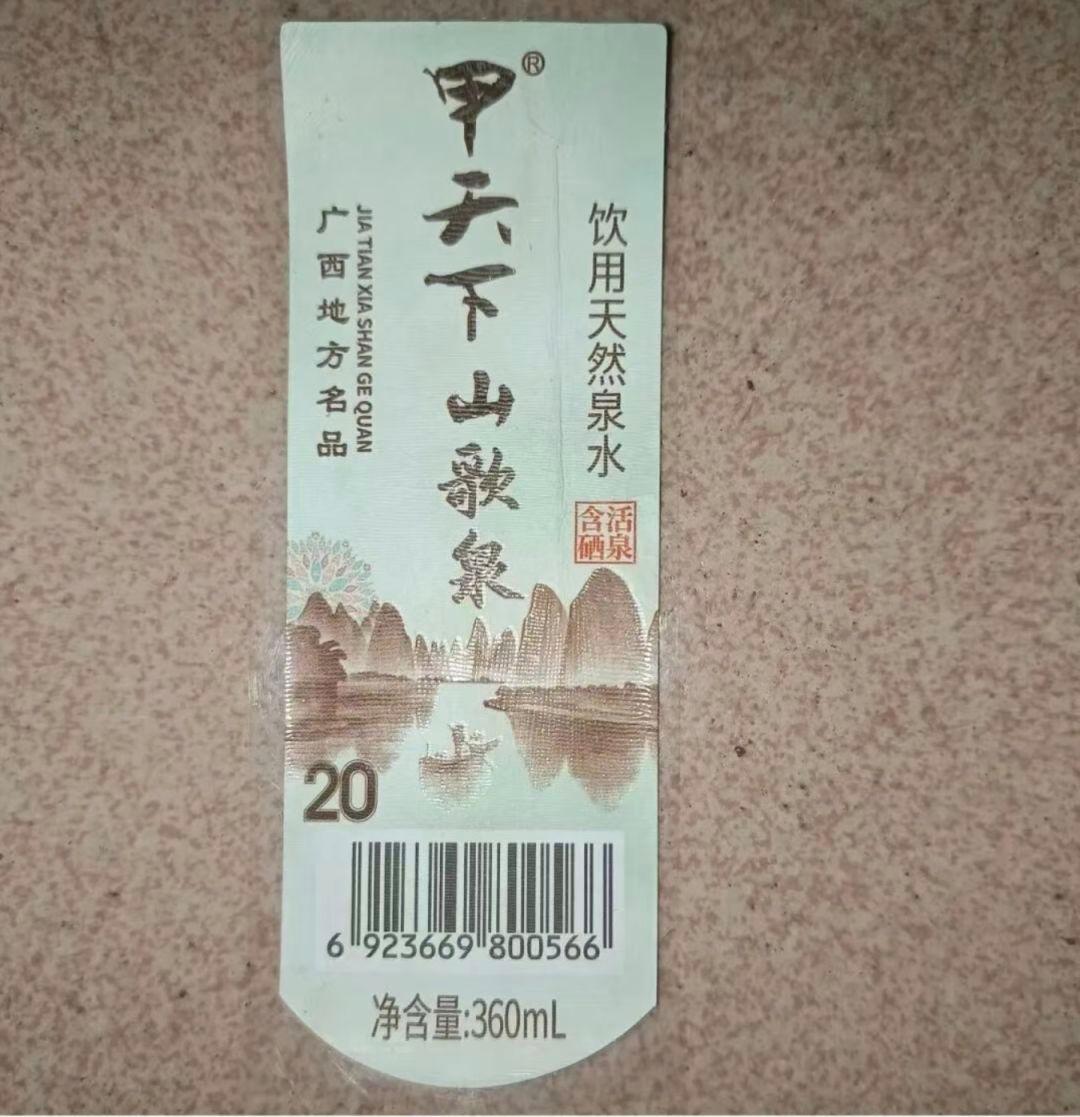 甲天下山歌泉®
饮用天然泉水
活泉
含硒
JIA TIAN XIA SHAN GE QUAN
广西地方名品
20
6 923669 800566
净含量:360mL